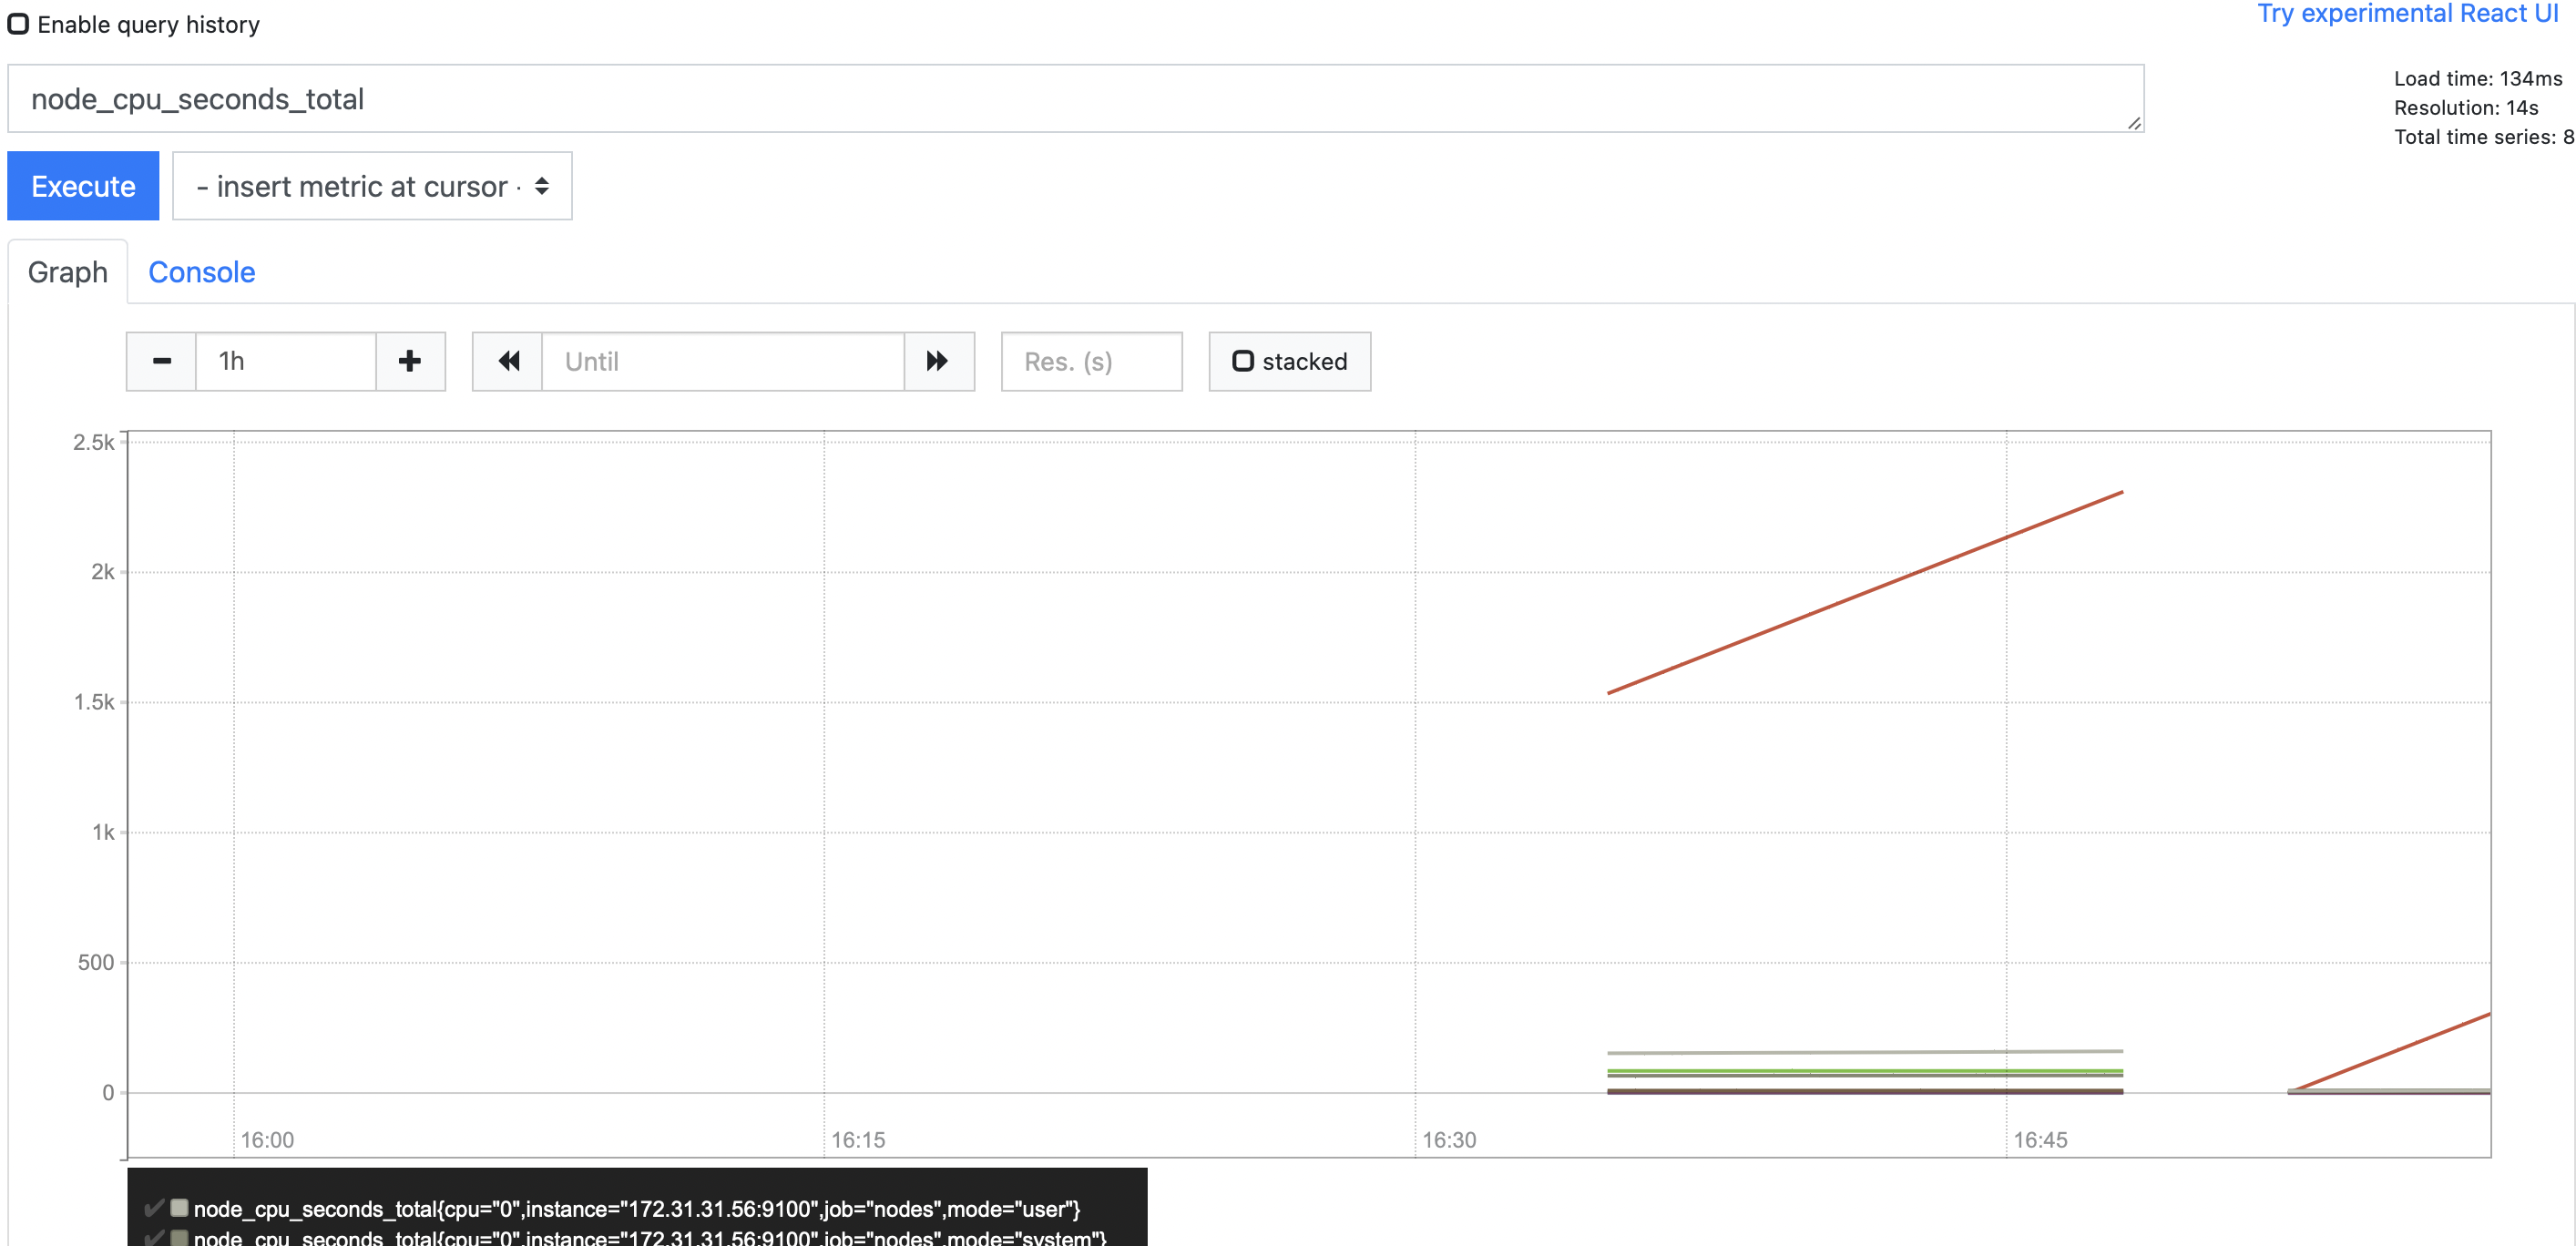 Enable query history
Try experimental React UI
node_cpu_seconds_total
Load time: 134ms
Resolution: 14s
Total time series: 8
Execute
- insert metric at cursor -
Graph
Console
1h
Until
Res. (s)
stacked
2.5k
2k
1.5k
1k
500
0
16:00
16:15
16:30
16:45
node_cpu_seconds_total{cpu="0",instance="172.31.31.56:9100",job="nodes",mode="user"}
node_cpu_seconds_total{cpu="0",instance="172.31.31.56:9100",job="nodes",mode="system"}